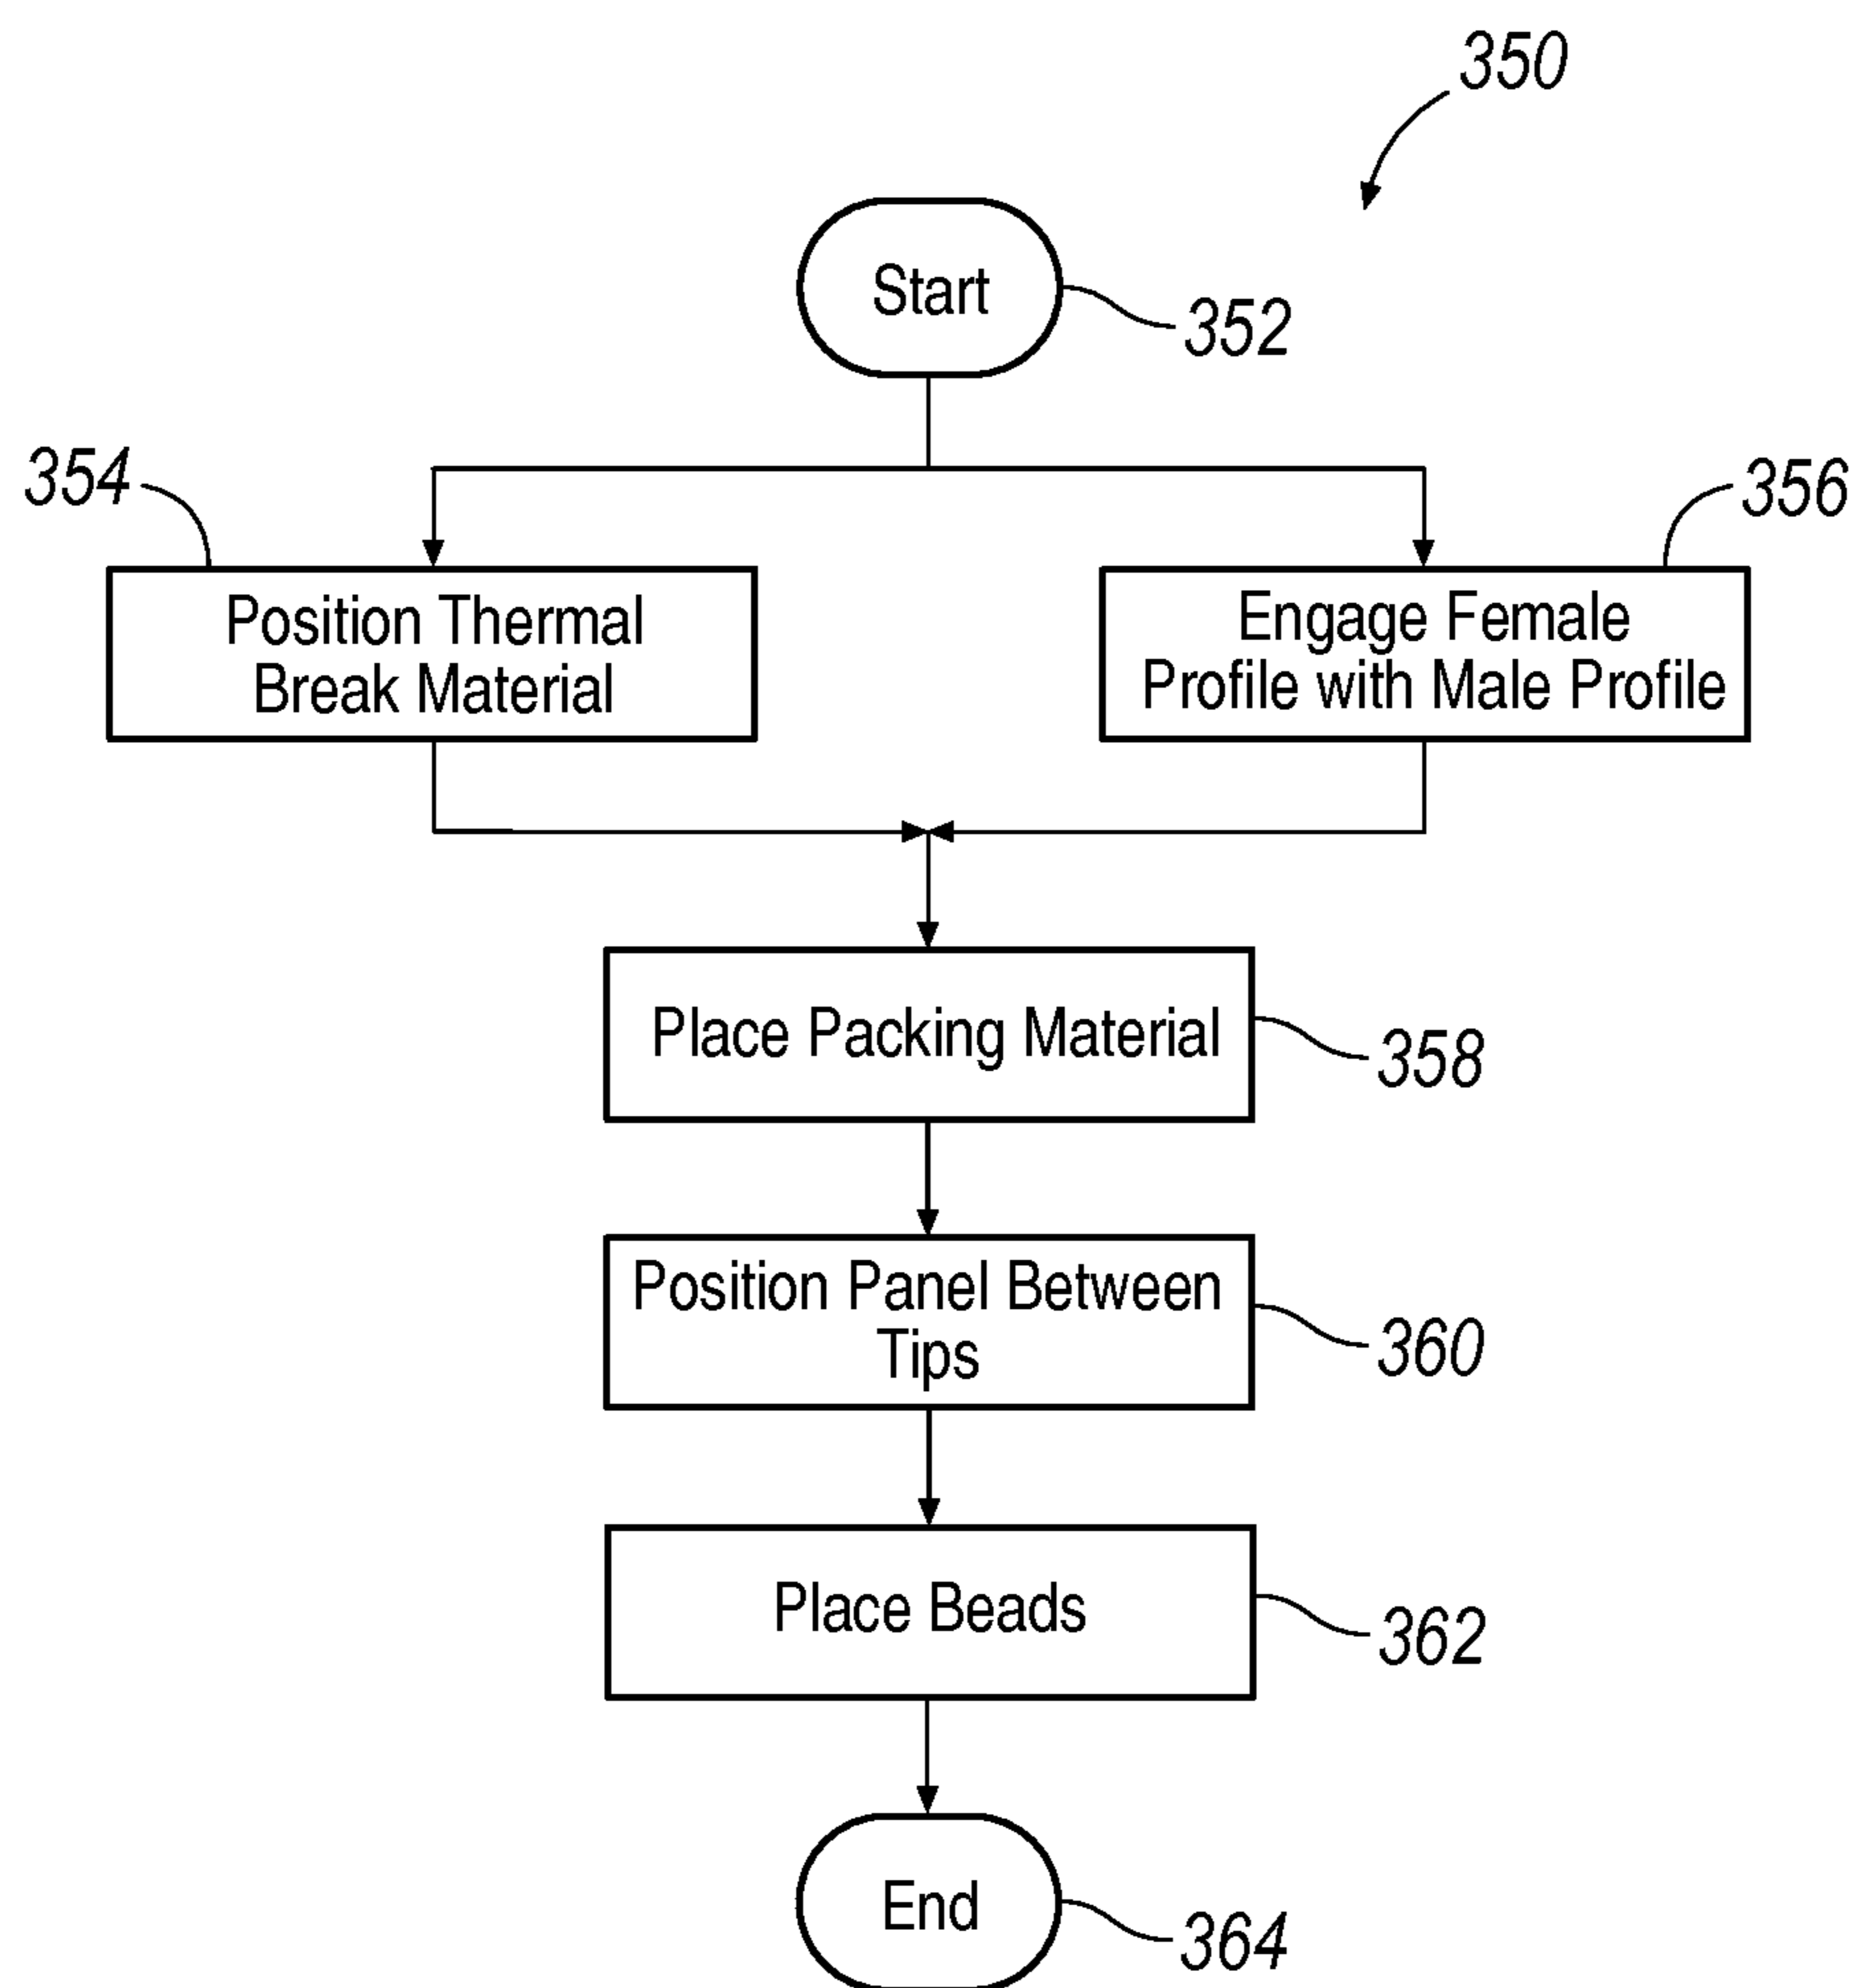 350
Start
352
354
356
Position Thermal
Break Material
Engage Female
Profile with Male Profile
Place Packing Material
358
Position Panel Between
Tips
360
Place Beads
362
End
364